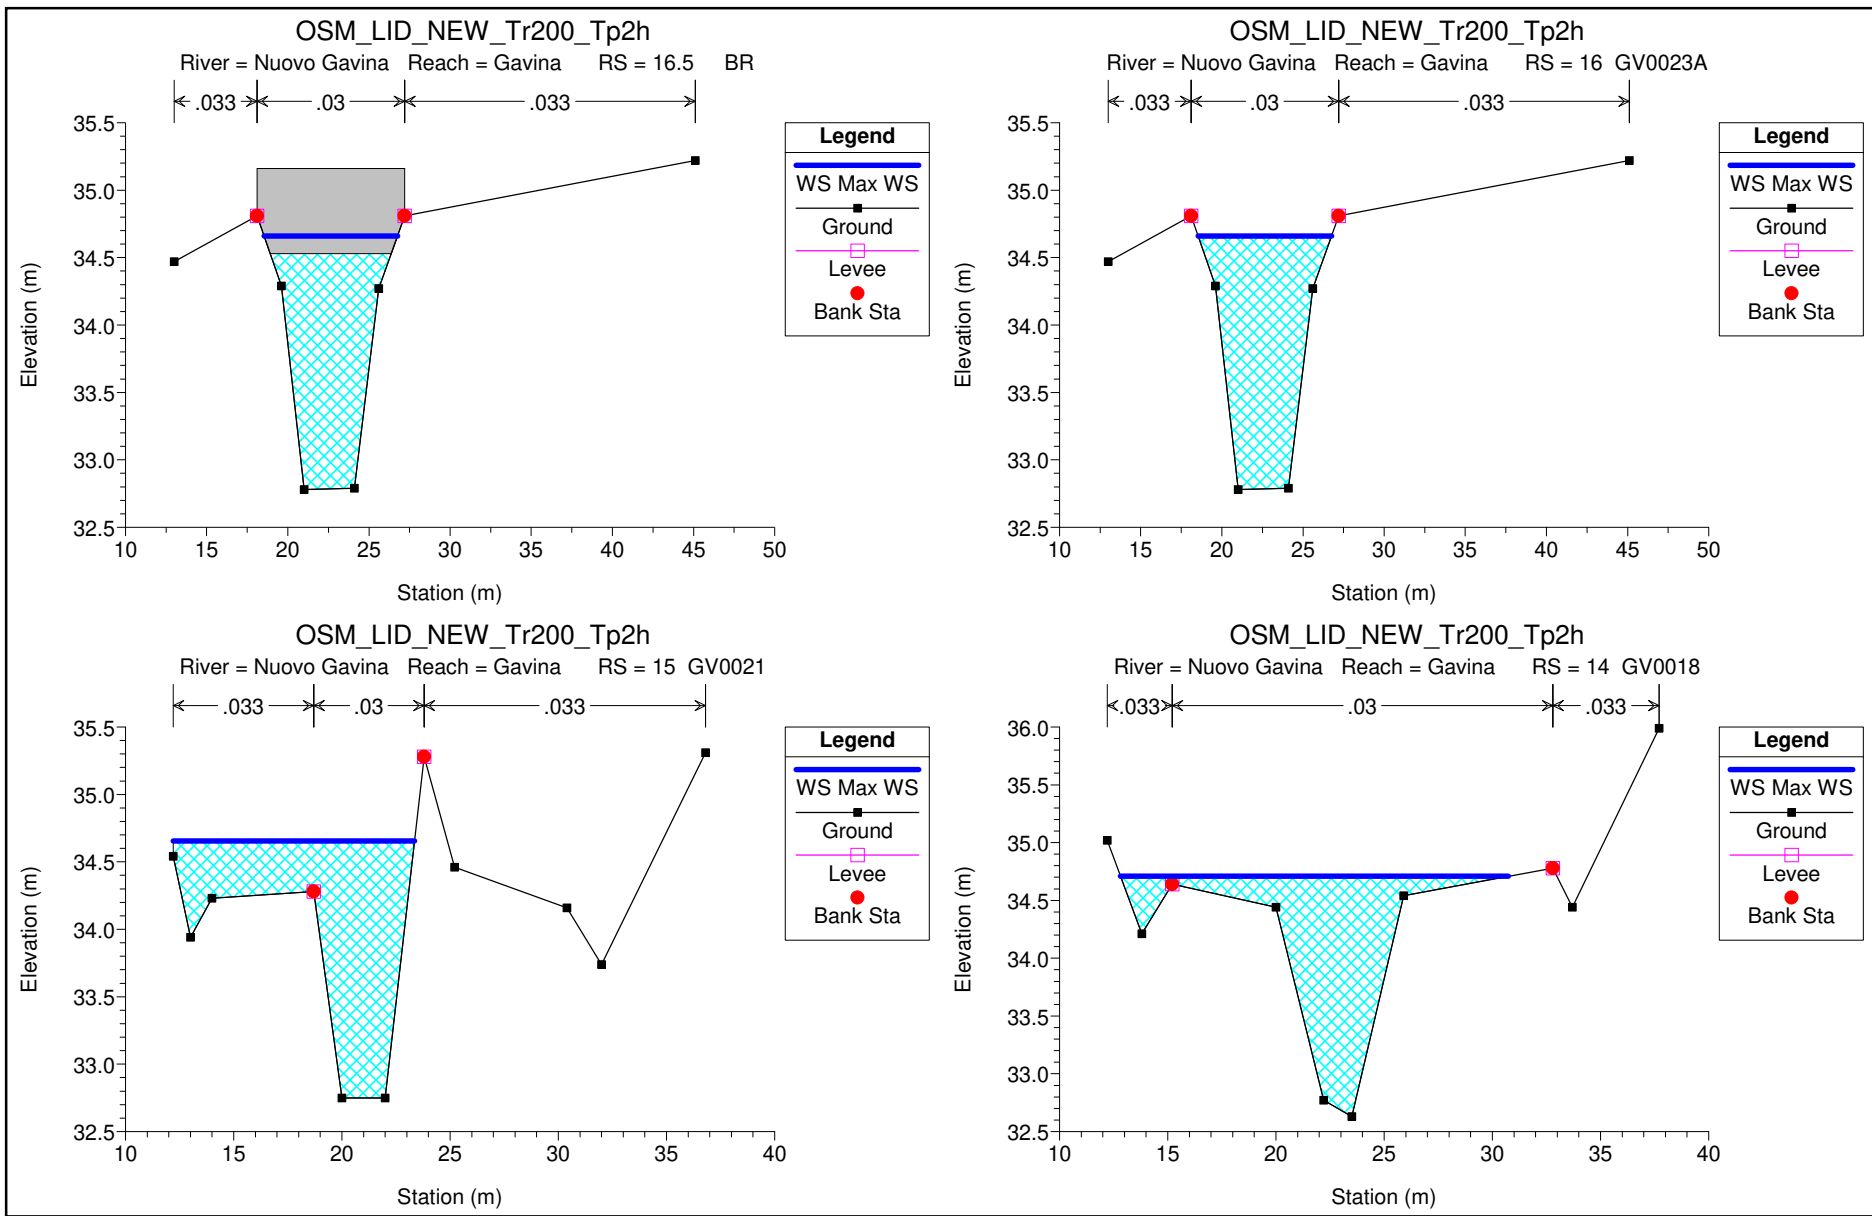 OSM_LID_NEW_Tr200_Tp2h
River = Nuovo Gavina Reach = Gavina RS = 16.5 BR
.033 .03 .033
35.5
35.0
34.5
34.0
33.5
33.0
32.5
10 15 20 25 30 35 40 45 50
Elevation (m)
Station (m)
Legend
WS Max WS
Ground
Levee
Bank Sta
OSM_LID_NEW_Tr200_Tp2h
River = Nuovo Gavina Reach = Gavina RS = 16 GV0023A
.033 .03 .033
35.5
35.0
34.5
34.0
33.5
33.0
32.5
10 15 20 25 30 35 40 45 50
Elevation (m)
Station (m)
Legend
WS Max WS
Ground
Levee
Bank Sta
OSM_LID_NEW_Tr200_Tp2h
River = Nuovo Gavina Reach = Gavina RS = 15 GV0021
.033 .03 .033
35.5
35.0
34.5
34.0
33.5
33.0
32.5
10 15 20 25 30 35 40
Elevation (m)
Station (m)
Legend
WS Max WS
Ground
Levee
Bank Sta
OSM_LID_NEW_Tr200_Tp2h
River = Nuovo Gavina Reach = Gavina RS = 14 GV0018
.033 .03 .033
36.0
35.5
35.0
34.5
34.0
33.5
33.0
32.5
10 15 20 25 30 35 40
Elevation (m)
Station (m)
Legend
WS Max WS
Ground
Levee
Bank Sta